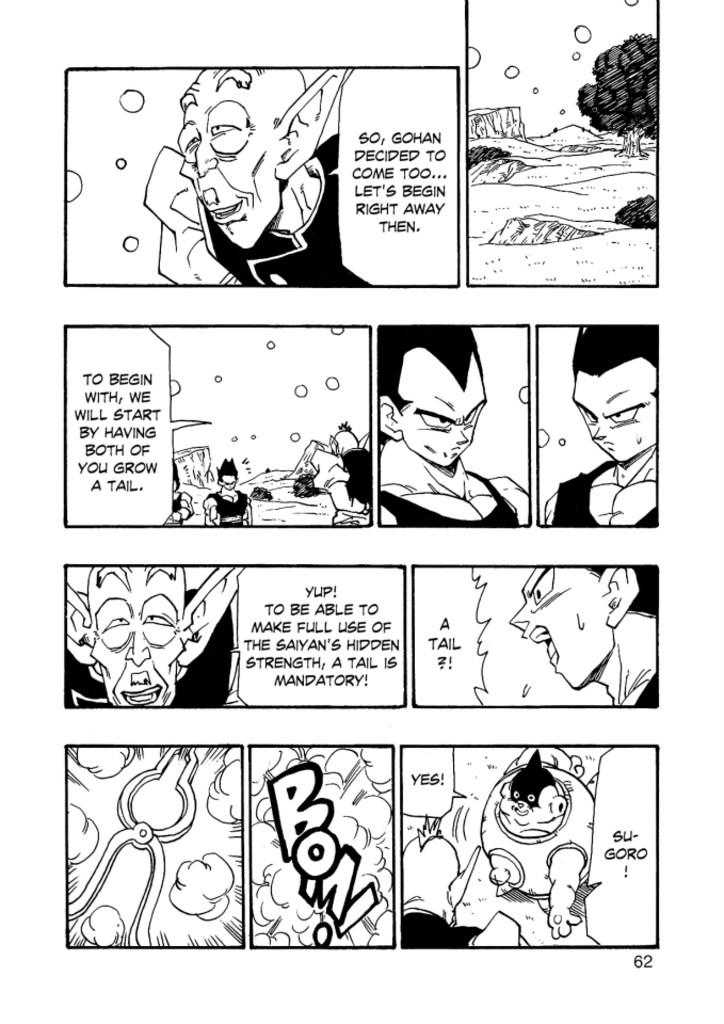 SO, GOHAN
DECIDED TO
COME TOO...
LET'S BEGIN
RIGHT AWAY
THEN.
TO BEGIN
WITH, WE
WILL START
BY HAVING
BOTH OF
YOU GROW
A TAIL.
A
TAIL
?!
YUP!
TO BE ABLE TO
MAKE FULL USE OF
THE SAIYAN'S HIDDEN
STRENGTH, A TAIL IS
MANDATORY!
SU-
GORO
!
YES!
BOM!
62